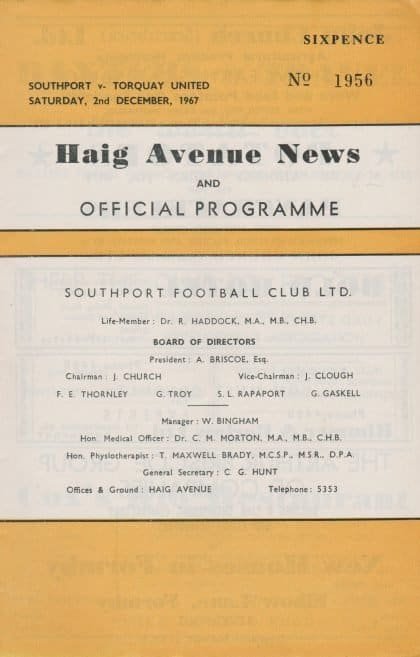 SIXPENCE
SOUTHPORT -v- TORQUAY UNITED
SATURDAY, 2nd DECEMBER, 1967
No 1956
Haig Avenue News
AND
OFFICIAL PROGRAMME
SOUTHPORT FOOTBALL CLUB LTD.
Life-Member : Dr. R. HADDOCK, M.A., M.B., CH.B.
BOARD OF DIRECTORS
President : A. BRISCOE, Esq.
Chairman : J. CHURCH Vice-Chairman : J. CLOUGH
F. E. THORNLEY G. TROY S. L. RAPAPORT G. GASKELL
Manager : W. BINGHAM
Hon. Medical Officer : Dr. C. M. MORTON, M.A., M.B., C.H.B.
Hon. Physiotherapist : T. MAXWELL BRADY, M.C.S.P., M.S.R., D.P.A.
General Secretary : C. G. HUNT
Offices & Ground : HAIG AVENUE Telephone : 5353